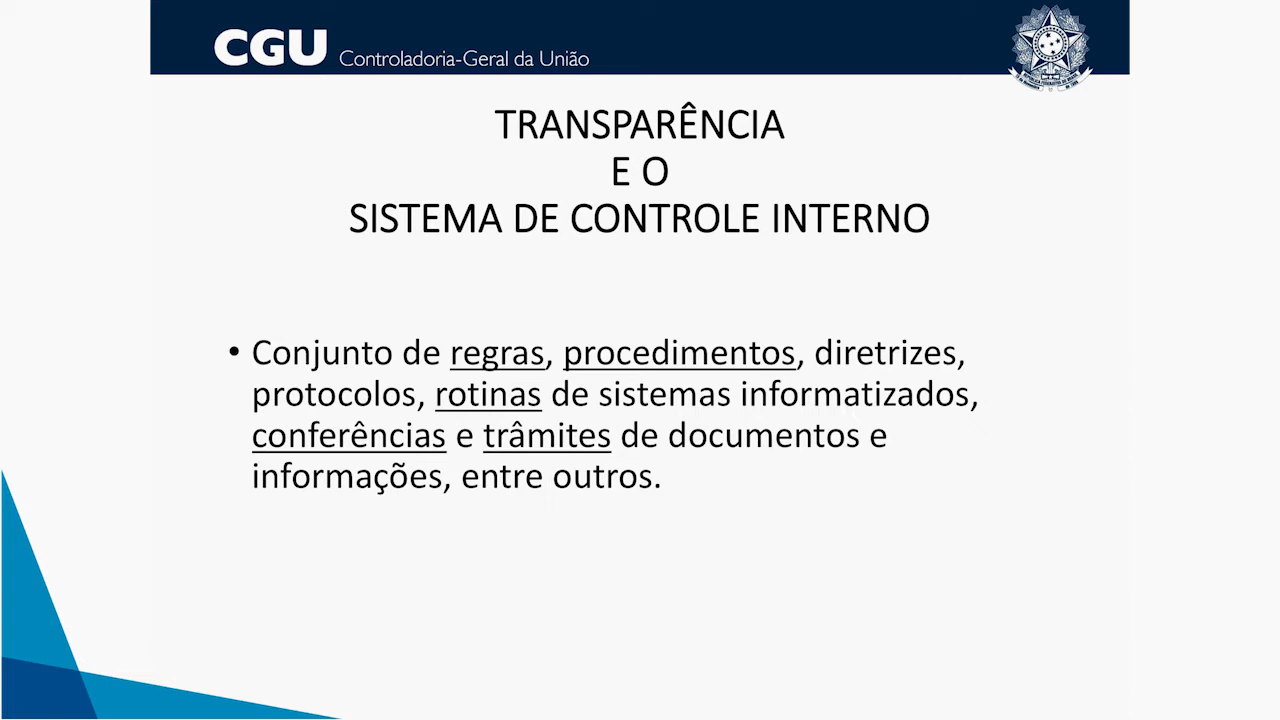 CGU Controladoria-Geral da União
TRANSPARÊNCIA
E O
SISTEMA DE CONTROLE INTERNO
• Conjunto de regras, procedimentos, diretrizes,
protocolos, rotinas de sistemas informatizados,
conferências e trâmites de documentos e
informações, entre outros.